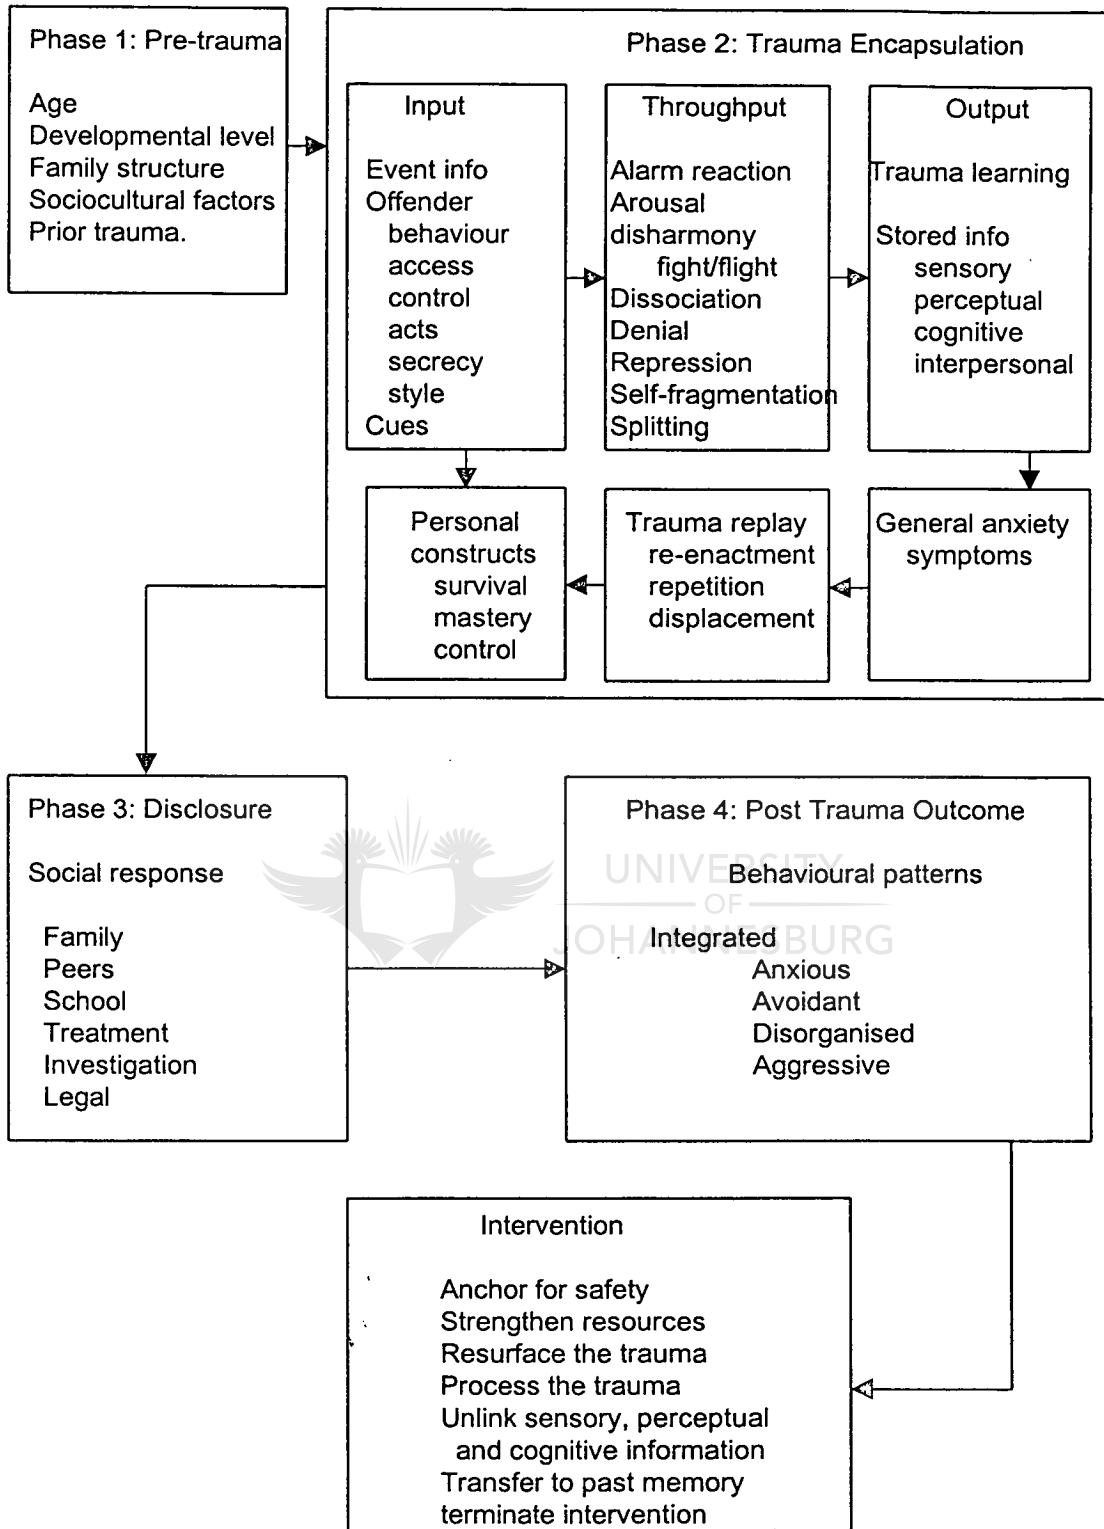 Phase 1: Pre-trauma
Age
Developmental level
Family structure
Sociocultural factors
Prior trauma.
Phase 2: Trauma Encapsulation
Input
Event info
Offender
behaviour
access
control
acts
secrecy
style
Cues
Throughput
Alarm reaction
Arousal
disharmony
fight/flight
Dissociation
Denial
Repression
Self-fragmentation
Splitting
Output
Trauma learning
Stored info
sensory
perceptual
cognitive
interpersonal
Personal
constructs
survival
mastery
control
Trauma replay
re-enactment
repetition
displacement
General anxiety
symptoms
Phase 3: Disclosure
Social response
Family
Peers
School
Treatment
Investigation
Legal
Phase 4: Post Trauma Outcome
Behavioural patterns
Integrated
Anxious
Avoidant
Disorganised
Aggressive
UNIVERSITY
OF
JOHANNESBURG
Intervention
Anchor for safety
Strengthen resources
Resurface the trauma
Process the trauma
Unlink sensory, perceptual
and cognitive information
Transfer to past memory
terminate intervention